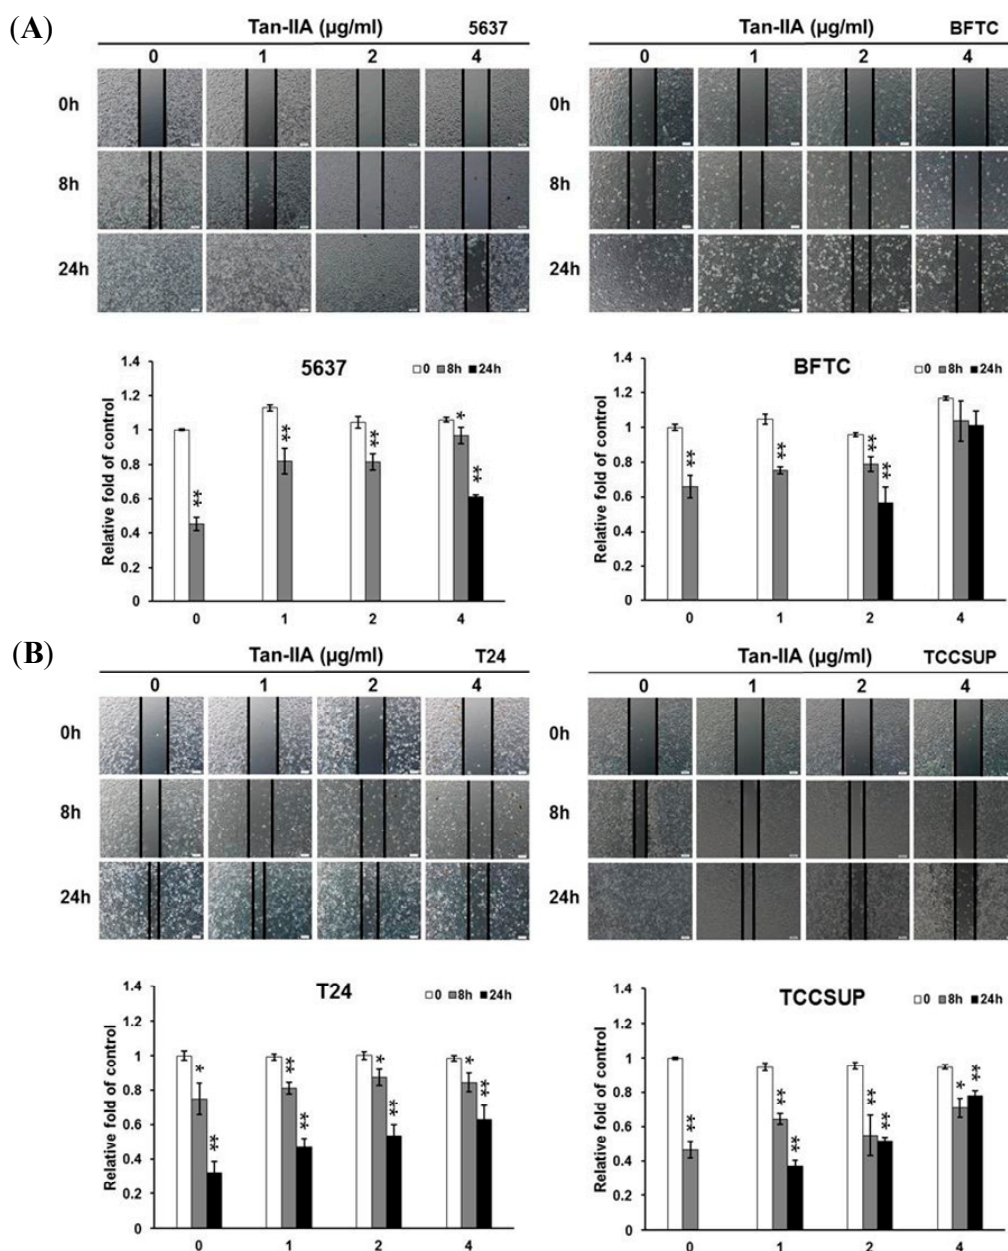 (A)
Tan-IIA (µg/ml) 5637
0 1 2 4
0h
8h
24h
Tan-IIA (µg/ml) BFTC
0 1 2 4
0h
8h
24h
5637
0 8h 24h
Relative fold of control
1.4
1.2
1
0.8
0.6
0.4
0.2
0
** ** ** * **
0 1 2 4
BFTC
0 8h 24h
Relative fold of control
1.4
1.2
1
0.8
0.6
0.4
0.2
0
** ** ** **
0 1 2 4
(B)
Tan-IIA (µg/ml) T24
0 1 2 4
0h
8h
24h
Tan-IIA (µg/ml) TCCSUP
0 1 2 4
0h
8h
24h
T24
0 8h 24h
Relative fold of control
1.4
1.2
1
0.8
0.6
0.4
0.2
0
* ** ** ** * ** * **
0 1 2 4
TCCSUP
0 8h 24h
Relative fold of control
1.4
1.2
1
0.8
0.6
0.4
0.2
0
** ** ** ** ** * **
0 1 2 4